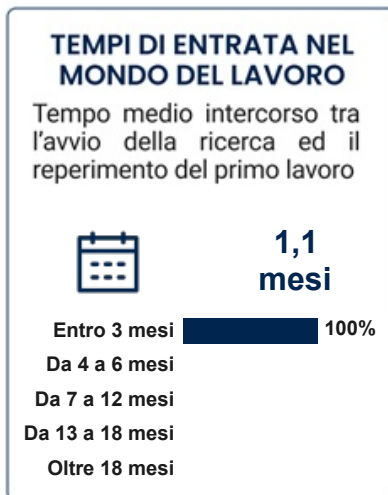 TEMPI DI ENTRATA NEL
MONDO DEL LAVORO
Tempo medio intercorso tra
l'avvio della ricerca ed il
reperimento del primo lavoro
1,1
mesi
Entro 3 mesi 100%
Da 4 a 6 mesi
Da 7 a 12 mesi
Da 13 a 18 mesi
Oltre 18 mesi